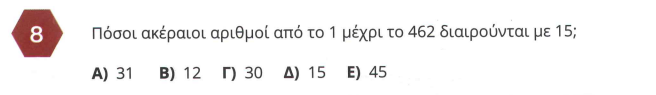 8
Πόσοι ακέραιοι αριθμοί από το 1 μέχρι το 462 διαιρούνται με 15;
Α) 31 Β) 12 Γ) 30 Δ) 15 Ε) 45